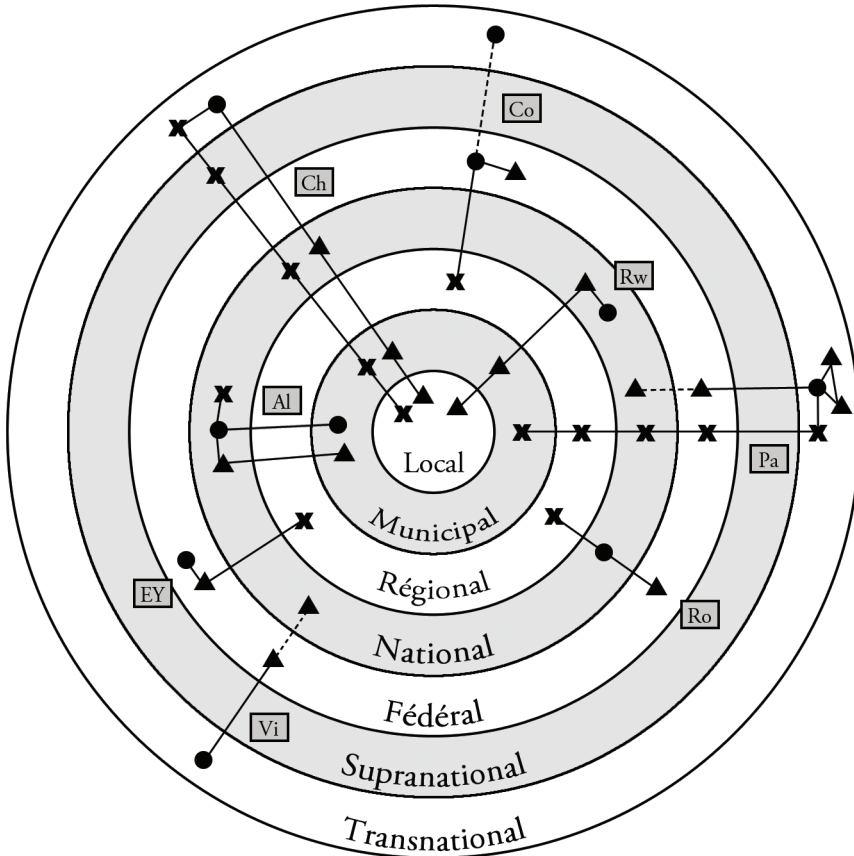 Co
Ch
Rw
Al
Pa
Local
Municipal
Régional
EY
Ro
National
Fédéral
Vi
Supranational
Transnational